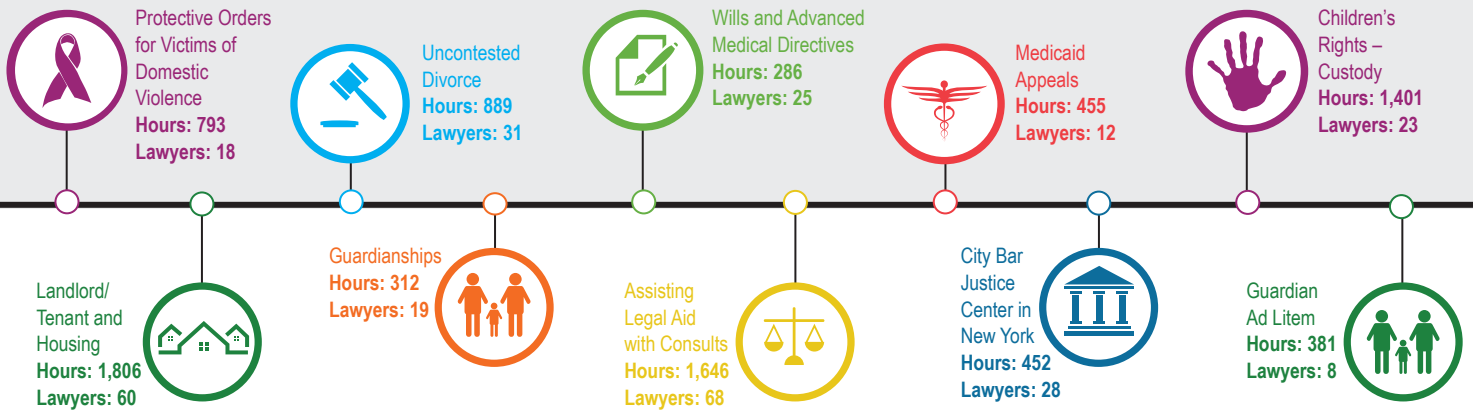 Protective Orders
for Victims of
Domestic
Violence
Hours: 793
Lawyers: 18
Landlord/
Tenant and
Housing
Hours: 1,806
Lawyers: 60
Uncontested
Divorce
Hours: 889
Lawyers: 31
Guardianships
Hours: 312
Lawyers: 19
Wills and Advanced
Medical Directives
Hours: 286
Lawyers: 25
Assisting
Legal Aid
with Consults
Hours: 1,646
Lawyers: 68
Medicaid
Appeals
Hours: 455
Lawyers: 12
City Bar
Justice
Center in
New York
Hours: 452
Lawyers: 28
Children's
Rights –
Custody
Hours: 1,401
Lawyers: 23
Guardian
Ad Litem
Hours: 381
Lawyers: 8